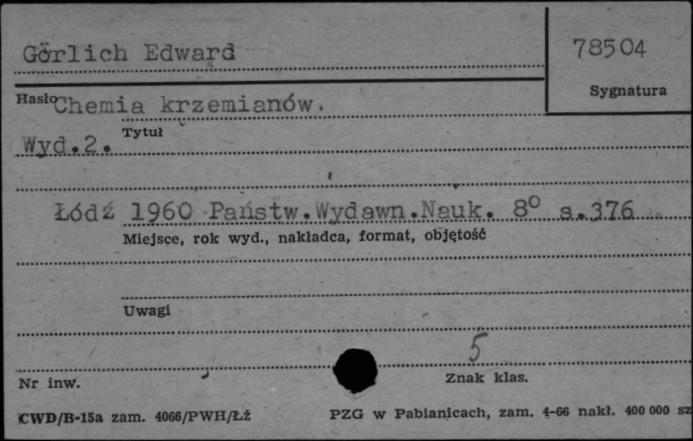 Görlich Edward
78504
Sygnatura
Hasło
Chemia krzemianów.
Tytuł
Wyd.2.
Łódź 1960 Państw.Wydawn.Nauk. 8° s.376
Miejsce, rok wyd., nakładca, format, objętość
Uwagi
5
Nr inw.
Znak klas.
CWD/B-15a zam. 4066/PWH/Łź
PZG w Pabianicach, zam. 4-66 nakł. 400 000 sz